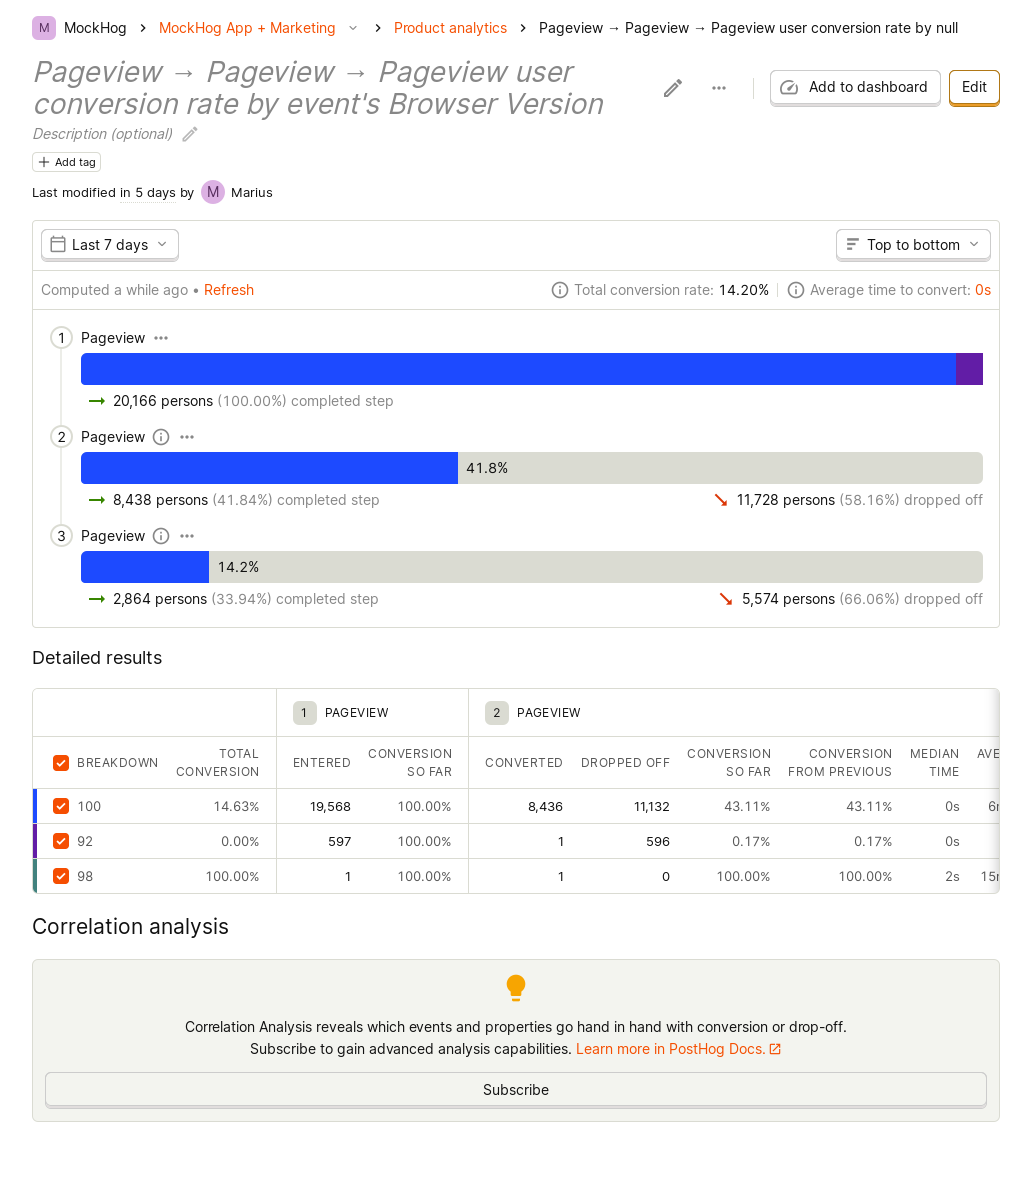 M MockHog MockHog App + Marketing Product analytics Pageview → Pageview → Pageview user conversion rate by null
Pageview → Pageview → Pageview user
conversion rate by event's Browser Version
Add to dashboard
Edit
Description (optional)
Add tag
Last modified in 5 days by M Marius
Last 7 days
Top to bottom
Computed a while ago • Refresh
Total conversion rate: 14.20%
Average time to convert: 0s
1 Pageview
20,166 persons (100.00%) completed step
2 Pageview
41.8%
8,438 persons (41.84%) completed step
11,728 persons (58.16%) dropped off
3 Pageview
14.2%
2,864 persons (33.94%) completed step
5,574 persons (66.06%) dropped off
Detailed results
1 PAGEVIEW
2 PAGEVIEW
BREAKDOWN
TOTAL
CONVERSION
ENTERED
CONVERSION
SO FAR
CONVERTED
DROPPED OFF
CONVERSION
SO FAR
CONVERSION
FROM PREVIOUS
MEDIAN
TIME
100 14.63% 19,568 100.00% 8,436 11,132 43.11% 43.11% 0s
92 0.00% 597 100.00% 1 596 0.17% 0.17% 0s
98 100.00% 1 100.00% 1 0 100.00% 100.00% 2s
Correlation analysis
Correlation Analysis reveals which events and properties go hand in hand with conversion or drop-off.
Subscribe to gain advanced analysis capabilities. Learn more in PostHog Docs.
Subscribe